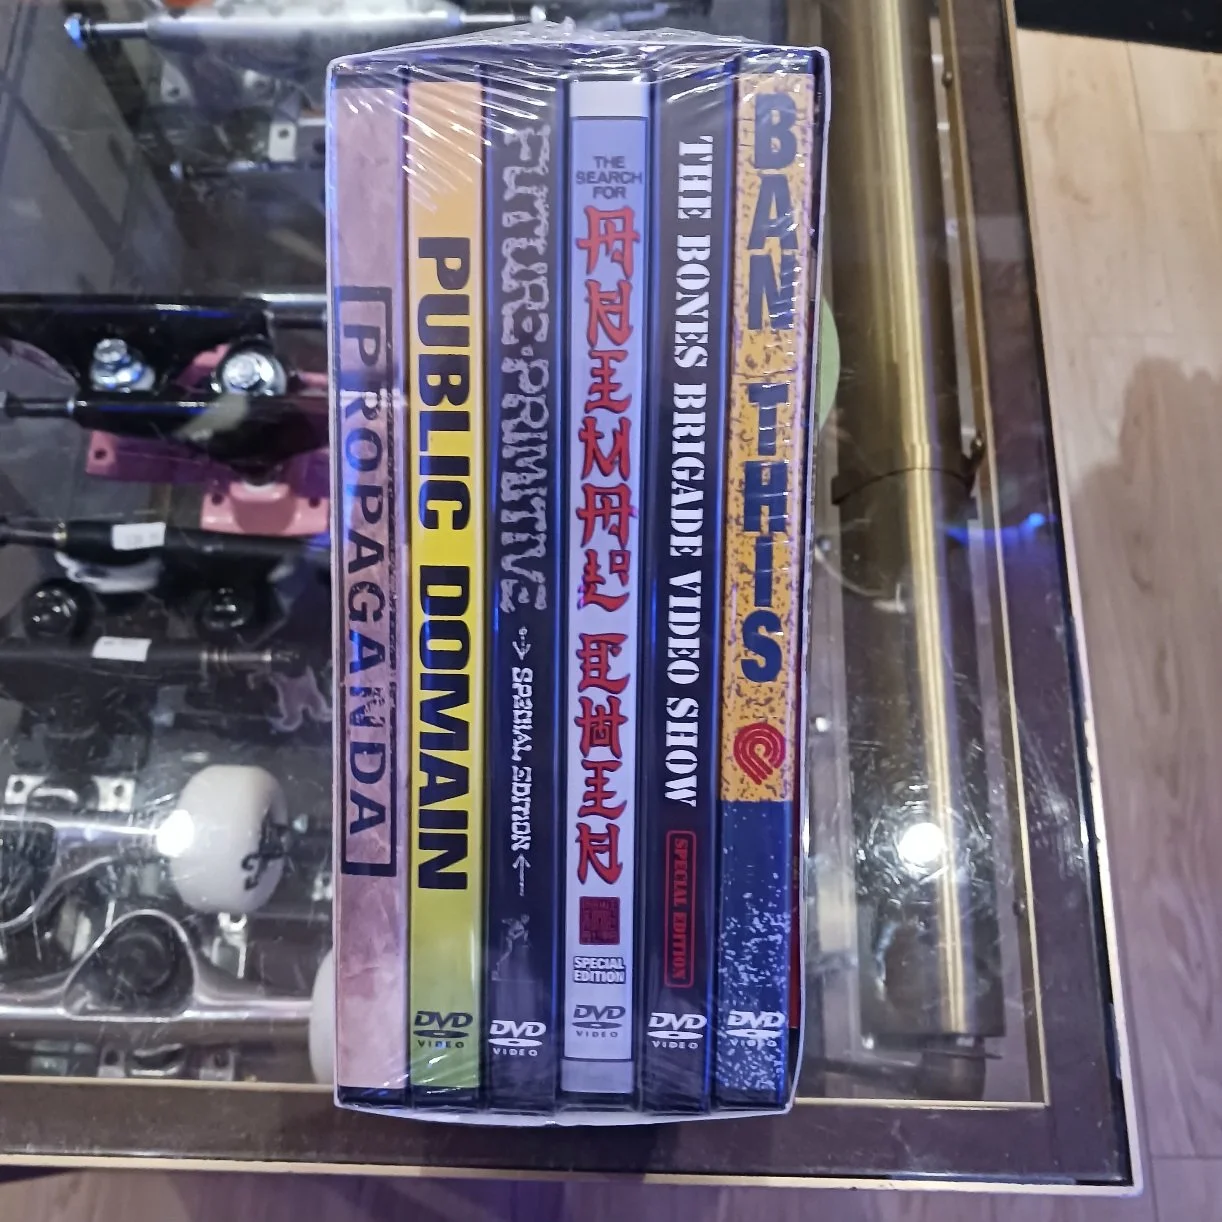 PROPAGANDA
PUBLIC DOMAIN
DVD
VIDEO
FUTURE·PRIMITIVE
SPECIAL EDITION
DVD
VIDEO
THE
SEARCH
FOR
ANIMAL CHIN
SPECIAL
EDITION
DVD
VIDEO
THE BONES BRIGADE VIDEO SHOW
SPECIAL EDITION
DVD
VIDEO
BAN THIS
DVD
VIDEO